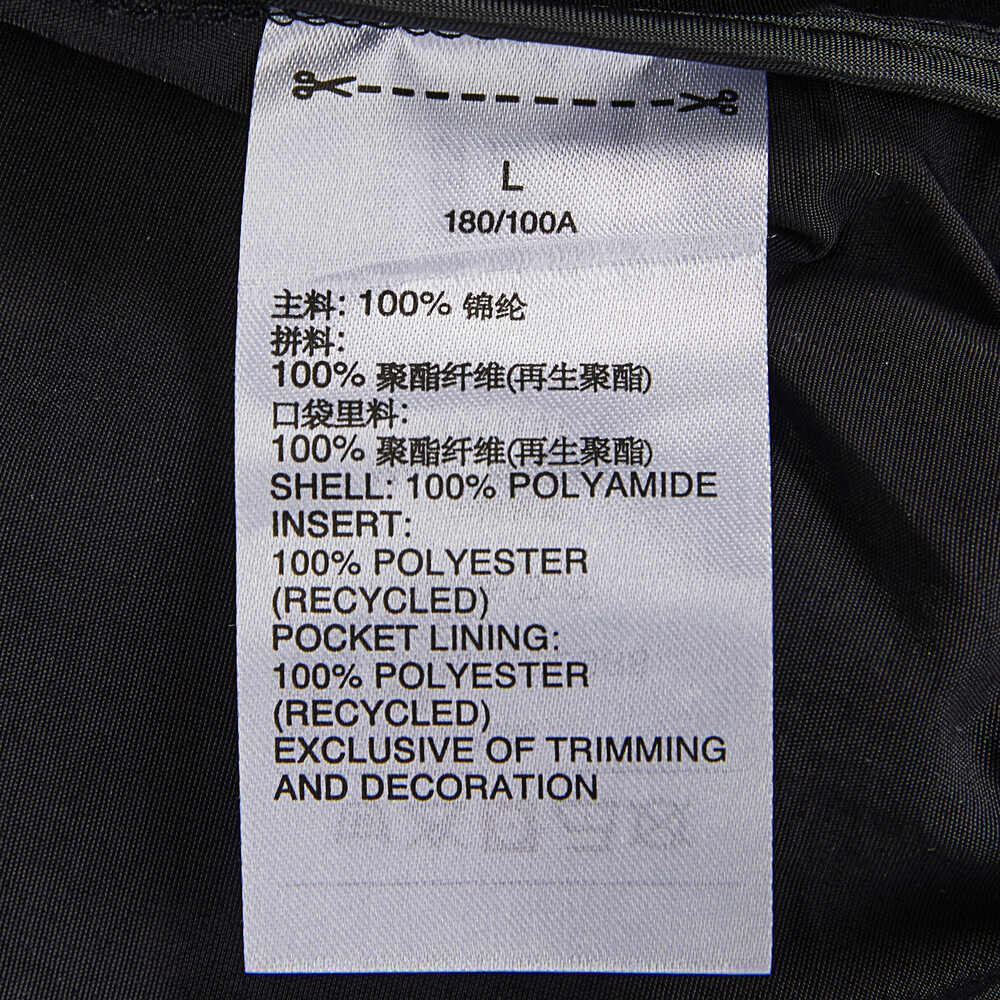 L
180/100A
主料: 100% 锦纶
拼料:
100% 聚酯纤维(再生聚酯)
口袋里料:
100% 聚酯纤维(再生聚酯)
SHELL: 100% POLYAMIDE
INSERT:
100% POLYESTER
(RECYCLED)
POCKET LINING:
100% POLYESTER
(RECYCLED)
EXCLUSIVE OF TRIMMING
AND DECORATION